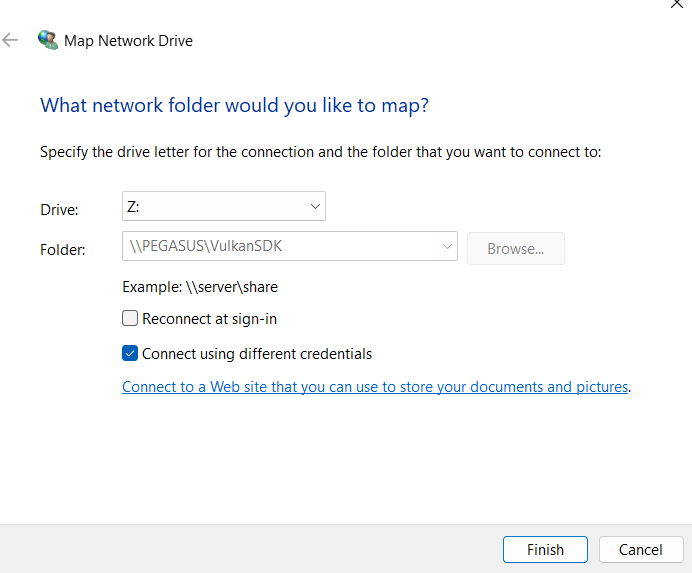 Map Network Drive
What network folder would you like to map?
Specify the drive letter for the connection and the folder that you want to connect to:
Drive: Z:
Folder: \\PEGASUS\VulkanSDK Browse...
Example: \\server\share
Reconnect at sign-in
Connect using different credentials
Connect to a Web site that you can use to store your documents and pictures.
Finish Cancel